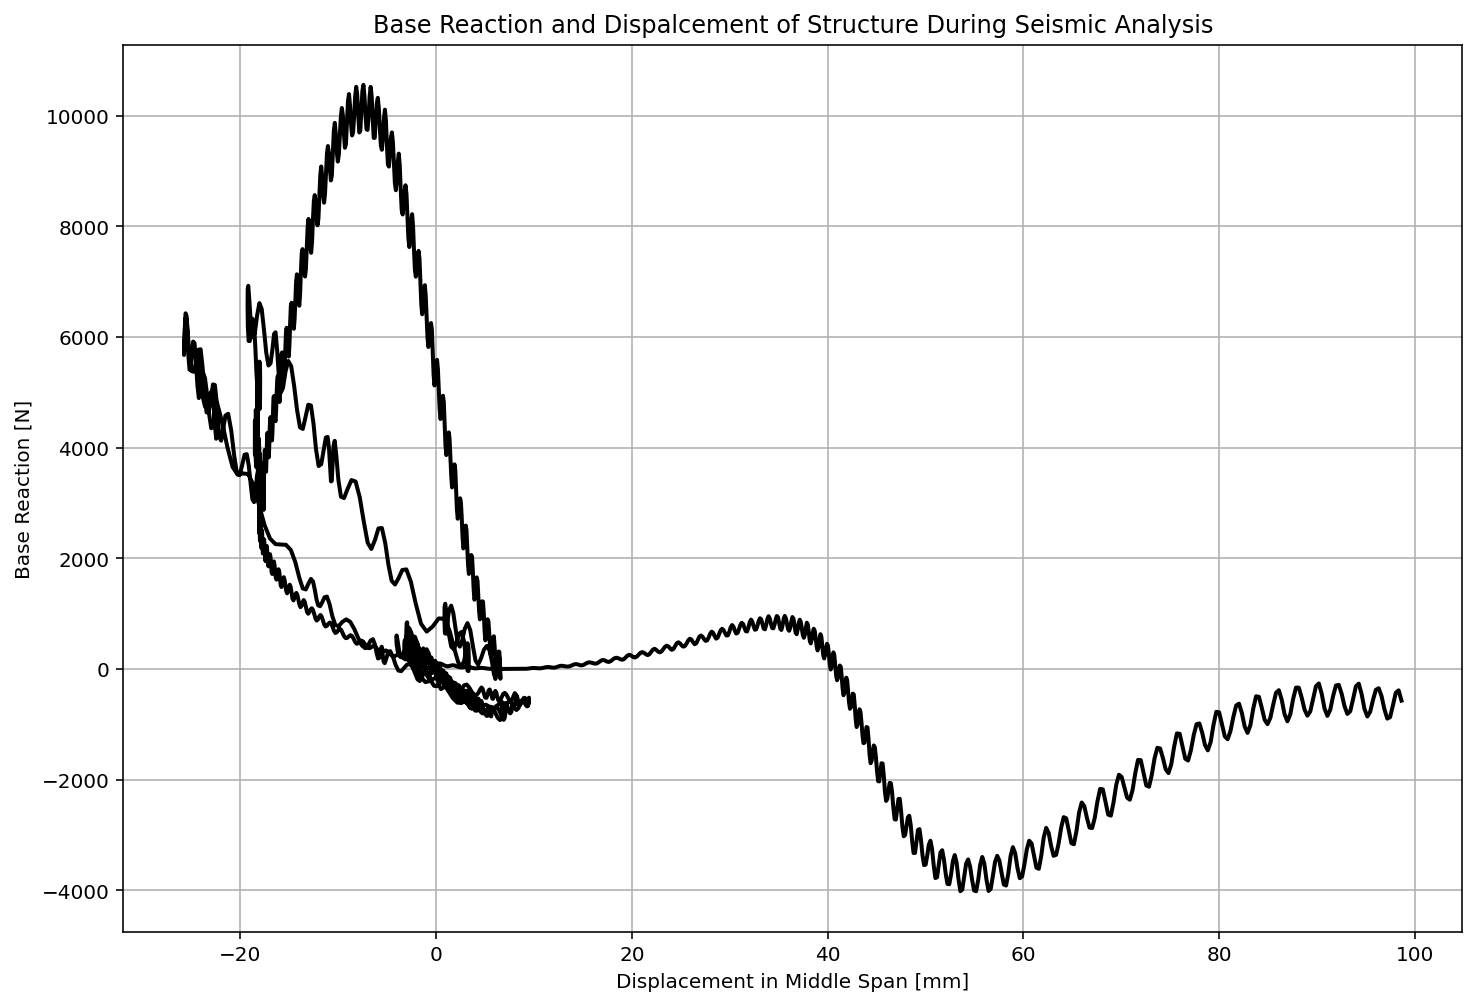 Base Reaction and Dispalcement of Structure During Seismic Analysis
Base Reaction [N]
10000
8000
6000
4000
2000
0
−2000
−4000
−20 0 20 40 60 80 100
Displacement in Middle Span [mm]